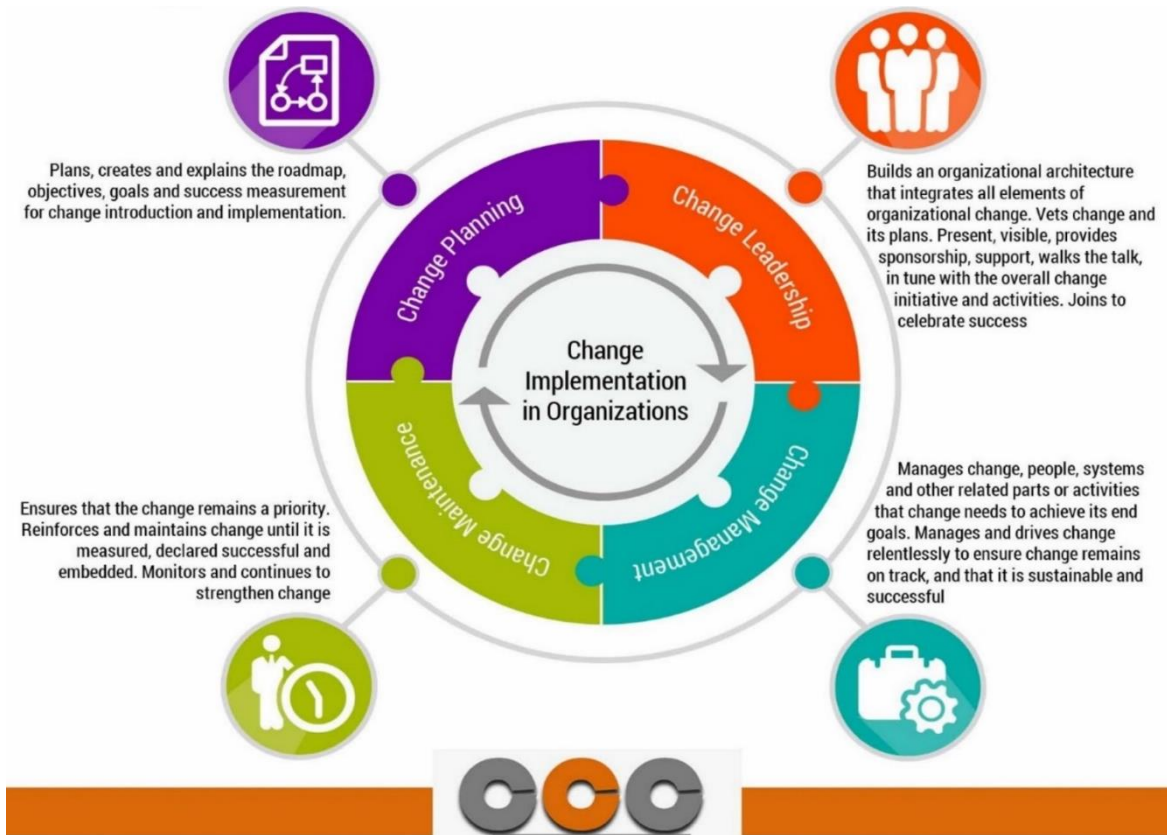 Plans, creates and explains the roadmap,
objectives, goals and success measurement
for change introduction and implementation.
Builds an organizational architecture
that integrates all elements of
organizational change. Vets change and
its plans. Present, visible, provides
sponsorship, support, walks the talk,
in tune with the overall change
initiative and activities. Joins to
celebrate success
Change Planning
Change Leadership
Change
Implementation
in Organizations
Change Maintenance
Change Management
Ensures that the change remains a priority.
Reinforces and maintains change until it is
measured, declared successful and
embedded. Monitors and continues to
strengthen change
Manages change, people, systems
and other related parts or activities
that change needs to achieve its end
goals. Manages and drives change
relentlessly to ensure change remains
on track, and that it is sustainable and
successful